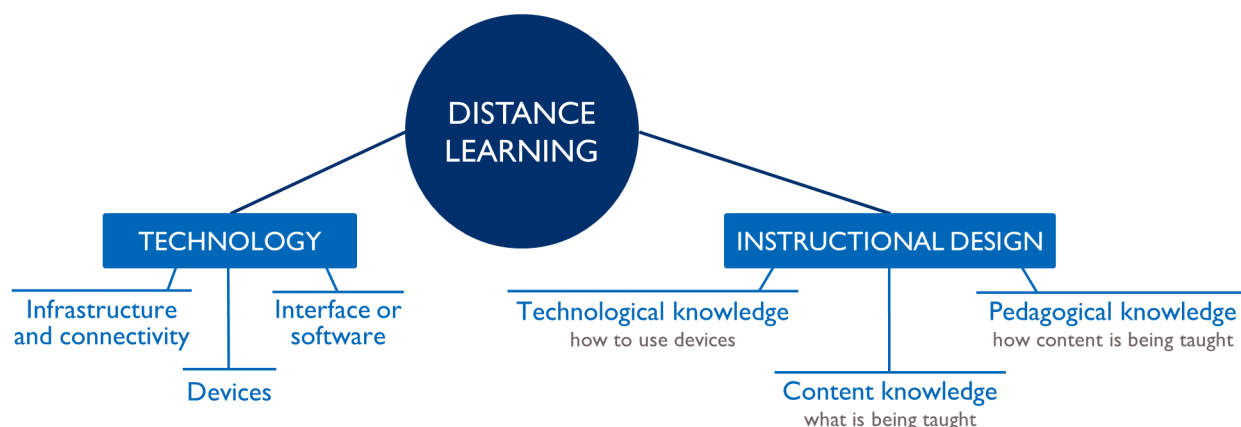 DISTANCE
LEARNING
TECHNOLOGY
Infrastructure
and connectivity
Devices
Interface or
software
INSTRUCTIONAL DESIGN
Technological knowledge
how to use devices
Content knowledge
what is being taught
Pedagogical knowledge
how content is being taught